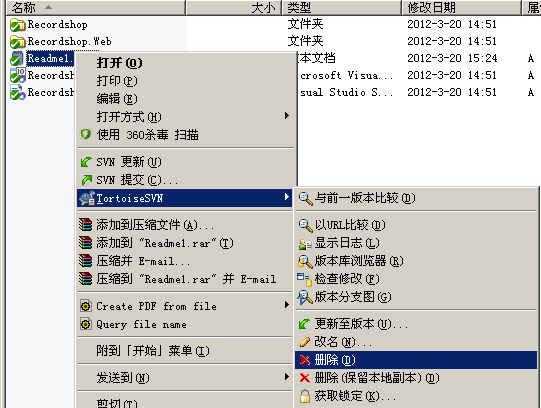 名称 大小 类型 修改日期 属
Recordshop 文件夹 2012-3-20 14:51
Recordshop.Web 文件夹 2012-3-20 14:51
Readme1. 本文档 2012-3-20 15:24 A
Recordsh crosoft Visua... 2012-3-20 14:51 A
Recordsh sual Studio S... 2012-3-20 14:51 A
打开(O)
打印(P)
编辑(E)
打开方式(H)
使用 360杀毒 扫描
SVN 更新(U)
SVN 提交(C)...
TortoiseSVN
添加到压缩文件(A)...
添加到 "Readme1.rar"(T)
压缩并 E-mail...
压缩到 "Readme1.rar" 并 E-mail
Create PDF from file
Query file name
附到「开始」菜单(I)
发送到(N)
剪切(T)
与前一版本比较(D)
以URL比较(D)
显示日志(L)
版本库浏览器(R)
检查修改(F)
版本分支图(G)
更新至版本(U)...
改名(N)...
删除(D)
删除(保留本地副本)(D)
获取锁定(K)...